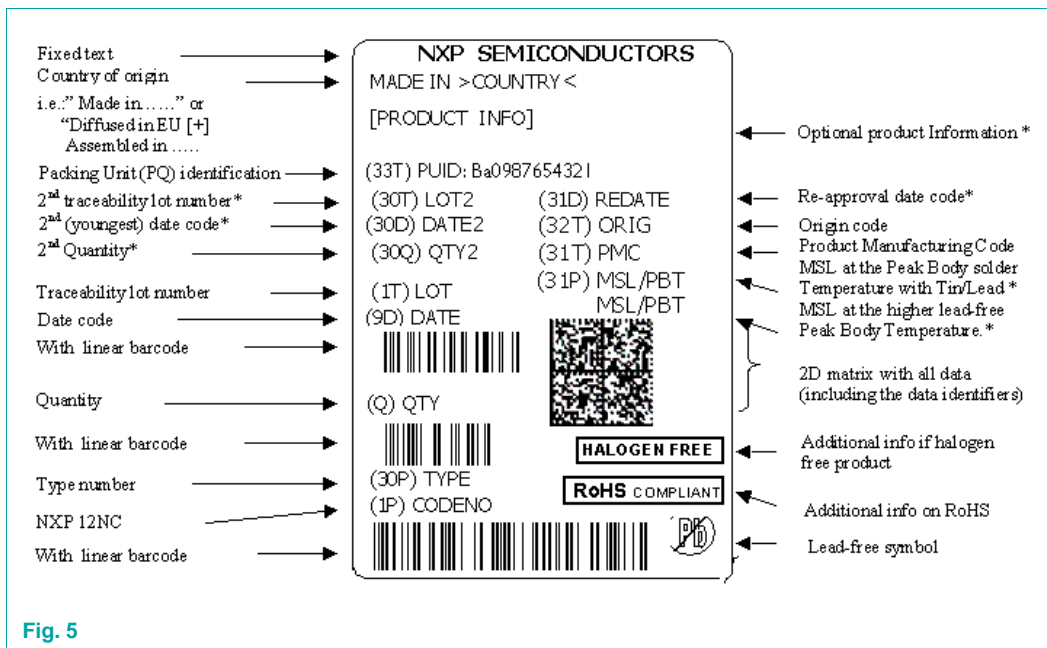 Fixed text
Country of origin
i.e.:" Made in......" or
"Diffused in EU [+]
Assembled in .....
Packing Unit (PQ) identification
2nd traceability lot number*
2nd (youngest) date code*
2nd Quantity*
Traceability lot number
Date code
With linear barcode
Quantity
With linear barcode
Type number
NXP 12NC
With linear barcode
NXP SEMICONDUCTORS
MADE IN >COUNTRY<
[PRODUCT INFO]
(33T) PUID: Ba0987654321
(30T) LOT2 (31D) REDATE
(30D) DATE2 (32T) ORIG
(30Q) QTY2 (31T) PMC
(31P) MSL/PBT
(1T) LOT MSL/PBT
(9D) DATE
(Q) QTY
HALOGEN FREE
(30P) TYPE
RoHS COMPLIANT
(1P) CODENO
Pb
Optional product Information *
Re-approval date code*
Origin code
Product Manufacturing Code
MSL at the Peak Body solder
Temperature with Tin/Lead *
MSL at the higher lead-free
Peak Body Temperature.*
2D matrix with all data
(including the data identifiers)
Additional info if halogen
free product
Additional info on RoHS
Lead-free symbol
Fig. 5